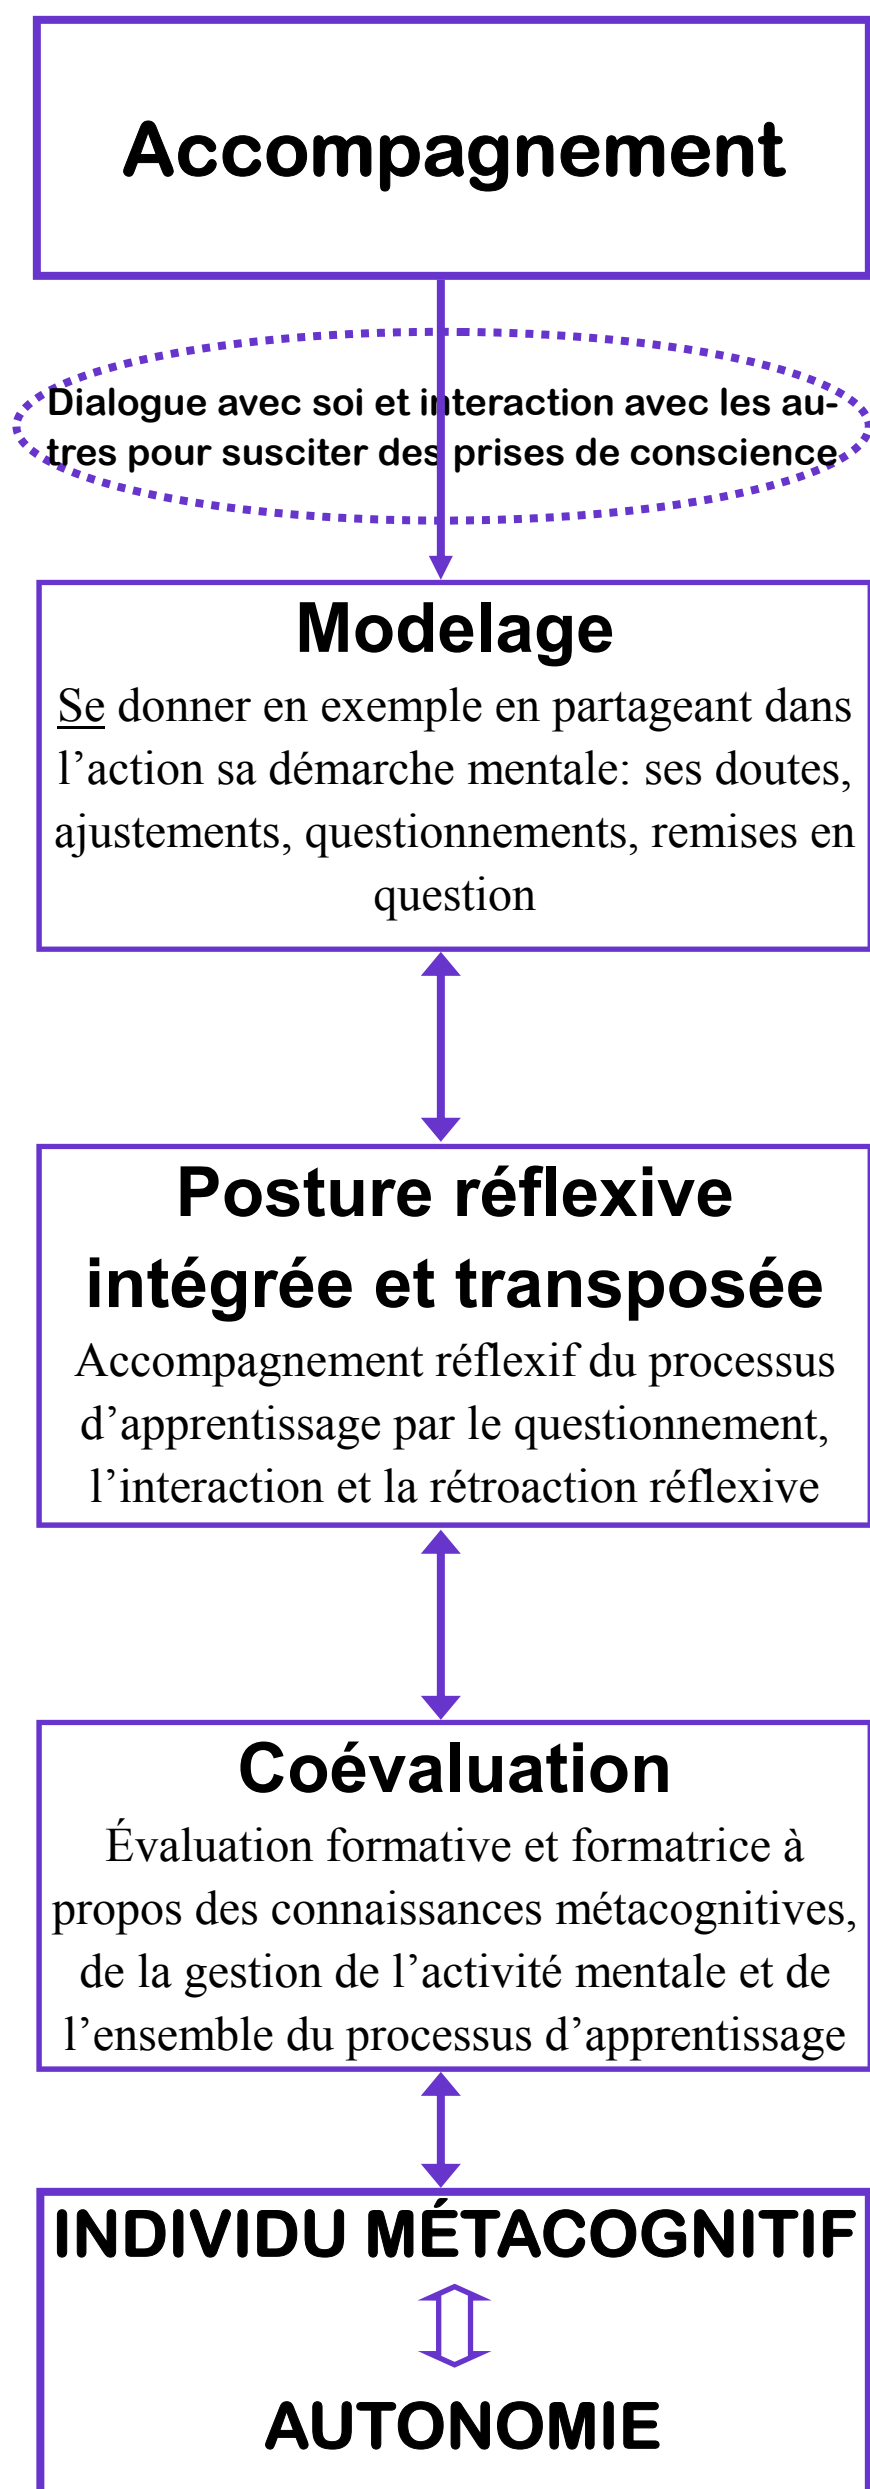 Accompagnement
Dialogue avec soi et interaction avec les au-
tres pour susciter des prises de conscience
Modelage
Se donner en exemple en partageant dans
l’action sa démarche mentale: ses doutes,
ajustements, questionnements, remises en
question
Posture réflexive
intégrée et transposée
Accompagnement réflexif du processus
d’apprentissage par le questionnement,
l’interaction et la rétroaction réflexive
Coévaluation
Évaluation formative et formatrice à
propos des connaissances métacognitives,
de la gestion de l’activité mentale et de
l’ensemble du processus d’apprentissage
INDIVIDU MÉTACOGNITIF
AUTONOMIE